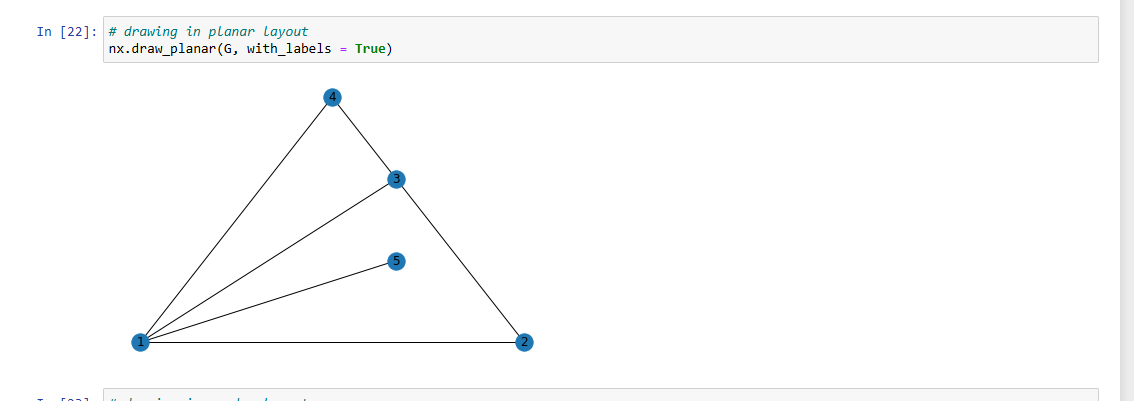 In [22]:
# drawing in planar layout
nx.draw_planar(G, with_labels = True)
4
3
5
1
2